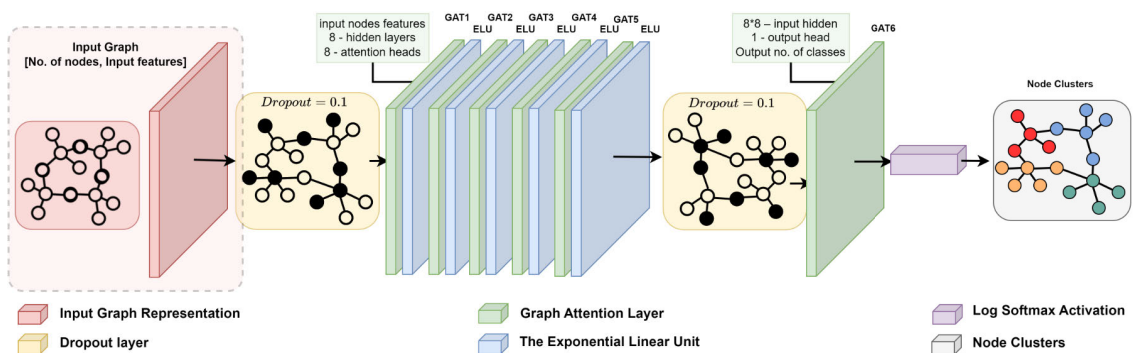 Input Graph
[No. of nodes, Input features]
Dropout = 0.1
input nodes features
8 - hidden layers
8 - attention heads
GAT1
ELU
GAT2
ELU
GAT3
ELU
GAT4
ELU
GAT5
ELU
Dropout = 0.1
8*8 – input hidden
1 - output head
Output no. of classes
GAT6
Node Clusters
Input Graph Representation
Dropout layer
Graph Attention Layer
The Exponential Linear Unit
Log Softmax Activation
Node Clusters